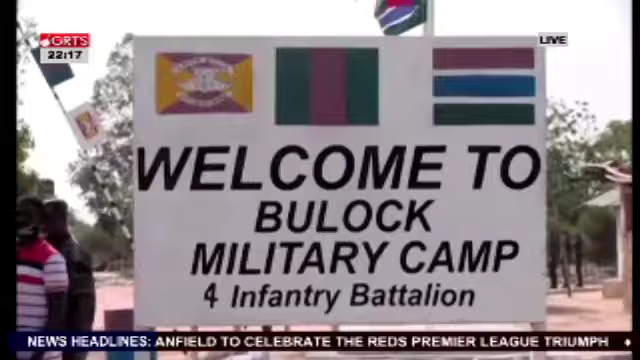 GRTS
22:17
LIVE
WELCOME TO
BULOCK
MILITARY CAMP
4 Infantry Battalion
NEWS HEADLINES: ANFIELD TO CELEBRATE THE REDS PREMIER LEAGUE TRIUMPH